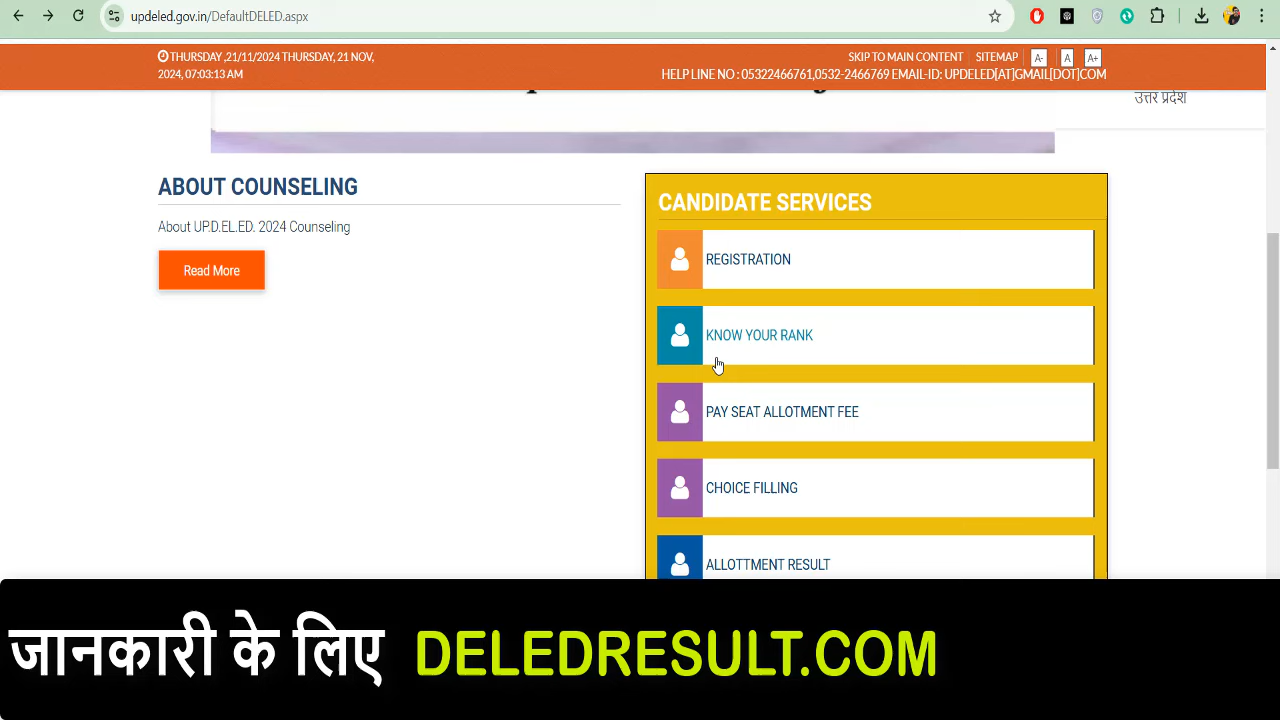 updeled.gov.in/DefaultDELED.aspx
THURSDAY ,21/11/2024 THURSDAY, 21 NOV,
2024, 07:03:13 AM
SKIP TO MAIN CONTENT SITEMAP A- A A+
HELP LINE NO : 05322466761,0532-2466769 EMAIL-ID: UPDELED[AT]GMAIL[DOT]COM
उत्तर प्रदेश
ABOUT COUNSELING
About U.P.D.EL.ED. 2024 Counseling
Read More
CANDIDATE SERVICES
REGISTRATION
KNOW YOUR RANK
PAY SEAT ALLOTMENT FEE
CHOICE FILLING
ALLOTTMENT RESULT
जानकारी के लिए DELEDRESULT.COM